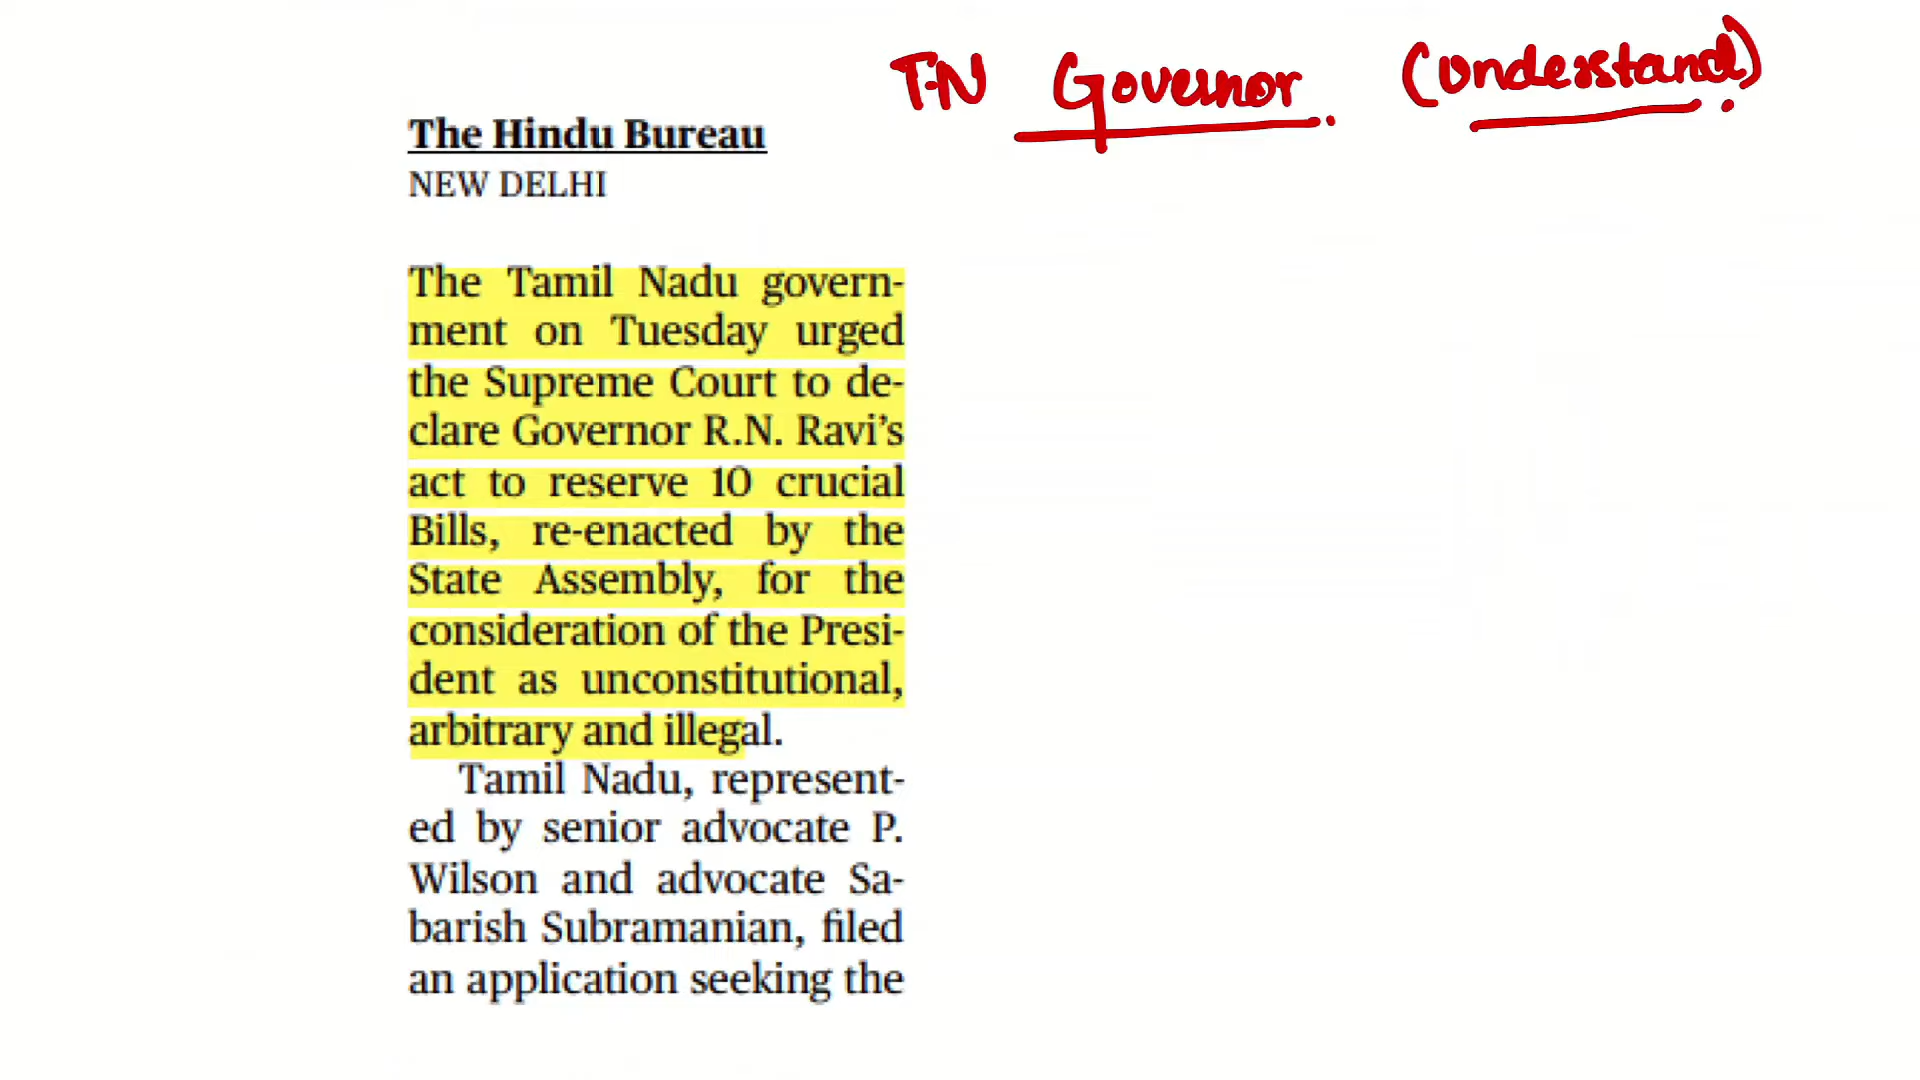 T.N Governor. (Understand).
The Hindu Bureau
NEW DELHI
The Tamil Nadu govern-
ment on Tuesday urged
the Supreme Court to de-
clare Governor R.N. Ravi’s
act to reserve 10 crucial
Bills, re-enacted by the
State Assembly, for the
consideration of the Presi-
dent as unconstitutional,
arbitrary and illegal.
Tamil Nadu, represent-
ed by senior advocate P.
Wilson and advocate Sa-
barish Subramanian, filed
an application seeking the